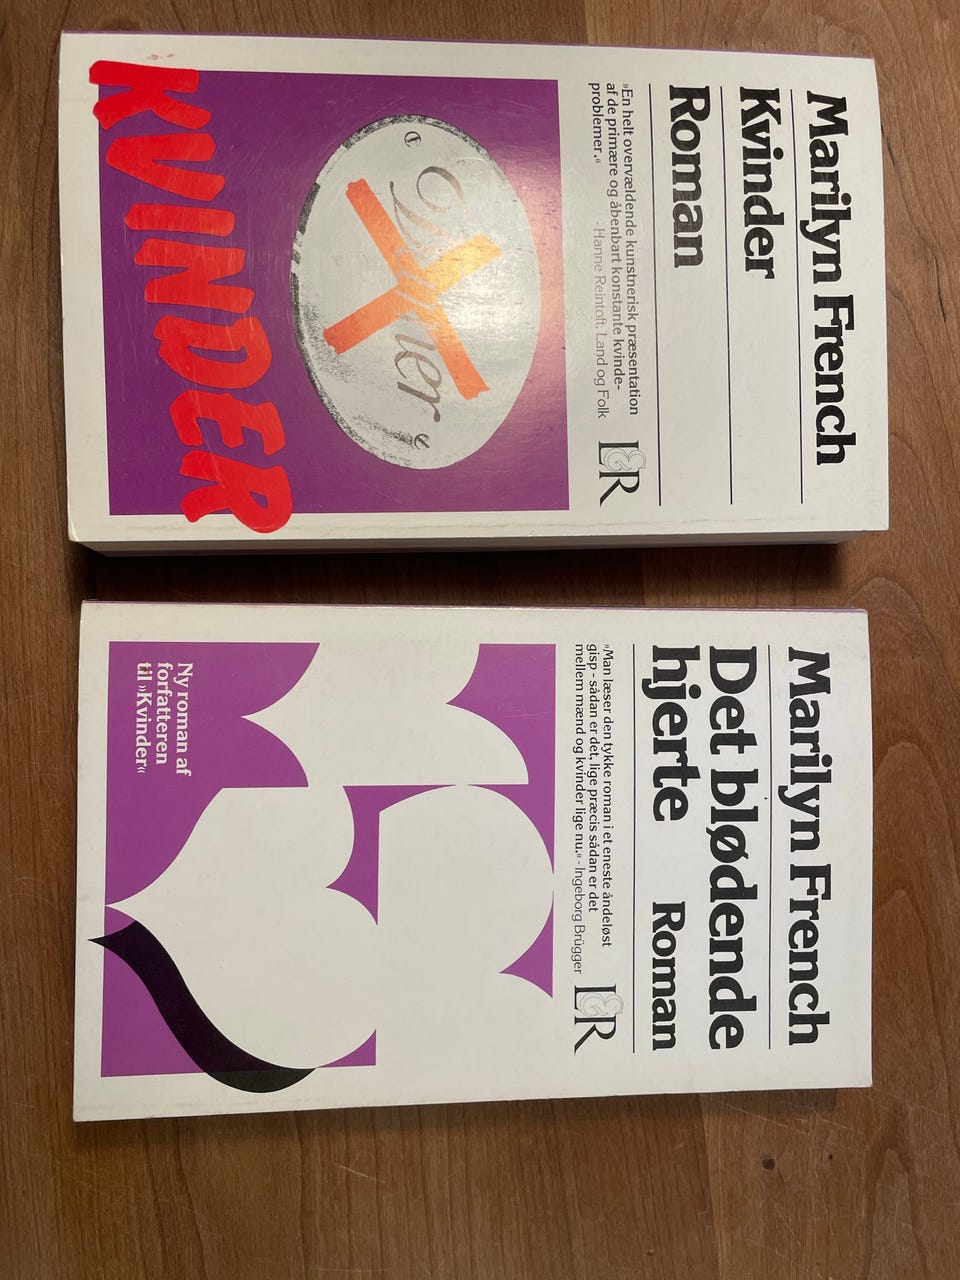 Marilyn French
Kvinder
Roman
»En helt overvældende kunstnerisk præsentation
af de primære og åbenbart konstante kvinde-
problemer.«
- Hanne Reintoft, Land og Folk
L&R
Damer
KVINDER
Marilyn French
Det blødende
hjerte Roman
»Man læser den tykke roman i et eneste åndeløst
gisp - sådan er det, lige præcis sådan er det
mellem mænd og kvinder lige nu.« - Ingeborg Brügger
L&R
Ny roman af
forfatteren
til »Kvinder«